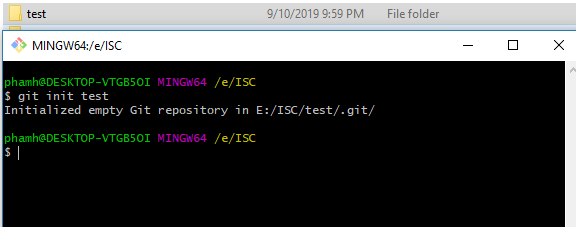 test 9/10/2019 9:59 PM File folder
MINGW64:/e/ISC
phamh@DESKTOP-VTGB5OI MINGW64 /e/ISC
$ git init test
Initialized empty Git repository in E:/ISC/test/.git/
phamh@DESKTOP-VTGB5OI MINGW64 /e/ISC
$